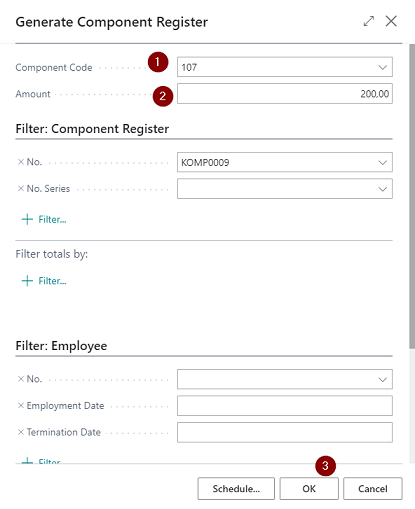 Generate Component Register
Component Code 1 107
Amount 2 200,00
Filter: Component Register
× No. KOMP0009
× No. Series
+ Filter...
Filter totals by:
+ Filter...
Filter: Employee
× No.
× Employment Date
× Termination Date
+ Filter
3
Schedule... OK Cancel